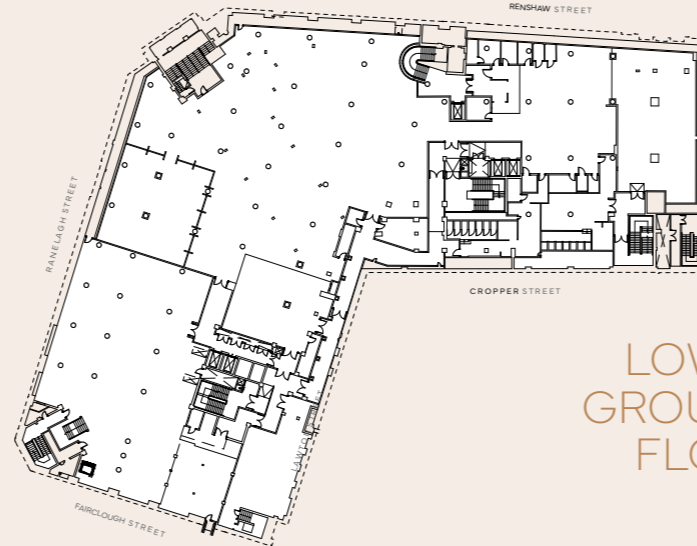 RENSHAW STREET
RANELAGH STREET
CROPPER STREET
LOW
GROU
FLO
FAIRCLOUGH STREET